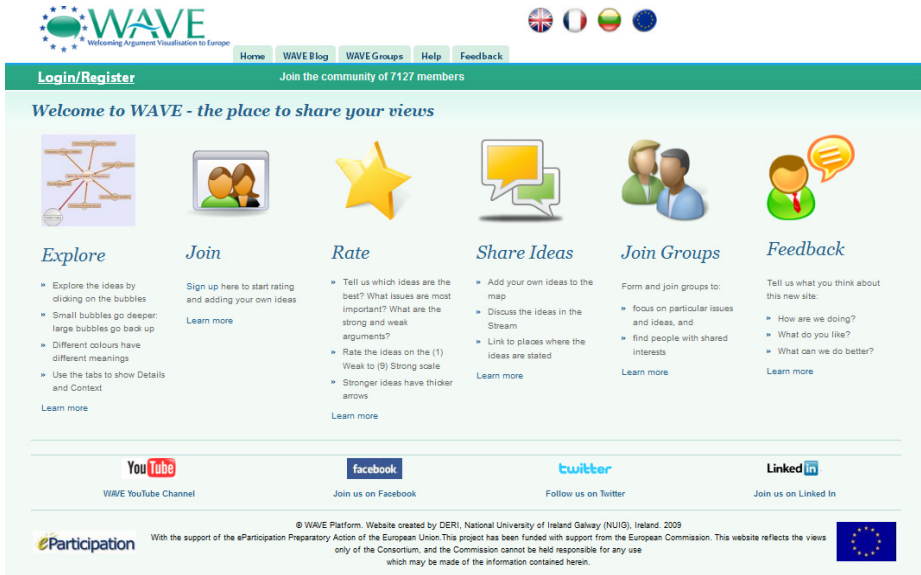 WAVE
Welcoming Argument Visualisation to Europe
Home WAVE Blog WAVE Groups Help Feedback
Login/Register
Join the community of 7127 members
Welcome to WAVE - the place to share your views
Explore
» Explore the ideas by
clicking on the bubbles
» Small bubbles go deeper:
large bubbles go back up
» Different colours have
different meanings
» Use the tabs to show Details
and Context
Learn more
Join
Sign up here to start rating
and adding your own ideas
Learn more
Rate
» Tell us which ideas are the
best? What issues are most
important? What are the
strong and weak
arguments?
» Rate the ideas on the (1)
Weak to (9) Strong scale
» Stronger ideas have thicker
arrows
Learn more
Share Ideas
» Add your own ideas to the
map
» Discuss the ideas in the
Stream
» Link to places where the
ideas are stated
Learn more
Join Groups
Form and join groups to:
» focus on particular issues
and ideas, and
» find people with shared
interests
Learn more
Feedback
Tell us what you think about
this new site:
» How are we doing?
» What do you like?
» What can we do better?
Learn more
YouTube
WAVE YouTube Channel
facebook
Join us on Facebook
twitter
Follow us on Twitter
Linked in
Join us on Linked In
eParticipation
© WAVE Platform. Website created by DERI, National University of Ireland Galway (NUIG), Ireland. 2009
With the support of the eParticipation Preparatory Action of the European Union.This project has been funded with support from the European Commission. This website reflects the views
only of the Consortium, and the Commission cannot be held responsible for any use
which may be made of the information contained herein.